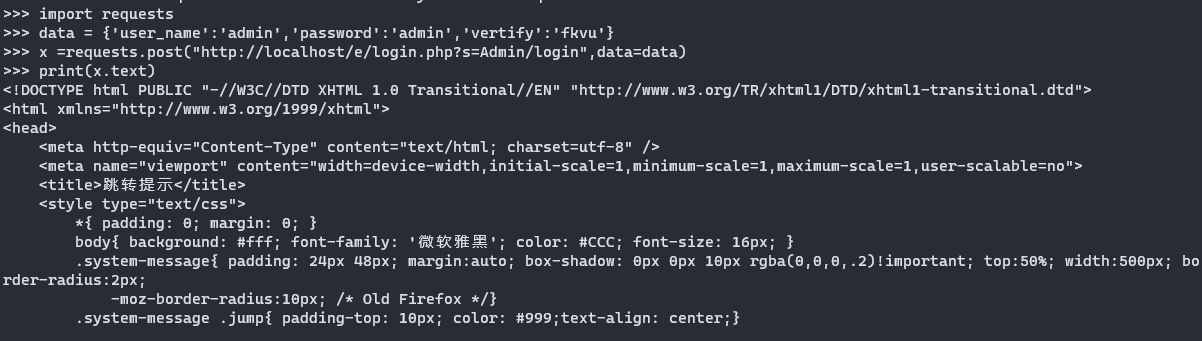 >>> import requests
>>> data = {'user_name':'admin','password':'admin','vertify':'fkvu'}
>>> x =requests.post("http://localhost/e/login.php?s=Admin/login",data=data)
>>> print(x.text)
<!DOCTYPE html PUBLIC "-//W3C//DTD XHTML 1.0 Transitional//EN" "http://www.w3.org/TR/xhtml1/DTD/xhtml1-transitional.dtd">
<html xmlns="http://www.w3.org/1999/xhtml">
<head>
    <meta http-equiv="Content-Type" content="text/html; charset=utf-8" />
    <meta name="viewport" content="width=device-width,initial-scale=1,minimum-scale=1,maximum-scale=1,user-scalable=no">
    <title>跳转提示</title>
    <style type="text/css">
        *{ padding: 0; margin: 0; }
        body{ background: #fff; font-family: '微软雅黑'; color: #CCC; font-size: 16px; }
        .system-message{ padding: 24px 48px; margin:auto; box-shadow: 0px 0px 10px rgba(0,0,0,.2)!important; top:50%; width:500px; bo
rder-radius:2px;
            -moz-border-radius:10px; /* Old Firefox */}
        .system-message .jump{ padding-top: 10px; color: #999;text-align: center;}